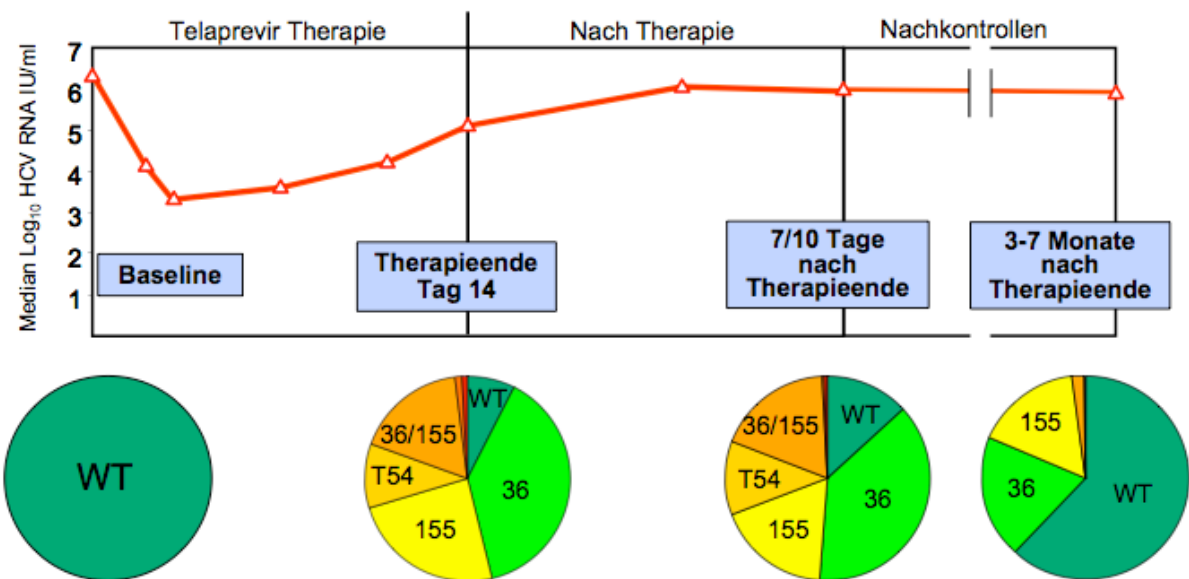 Telaprevir Therapie
Nach Therapie
Nachkontrollen
Median Log₁₀ HCV RNA IU/ml
7
6
5
4
3
2
1
Baseline
Therapieende
Tag 14
7/10 Tage
nach
Therapieende
3-7 Monate
nach
Therapieende
WT
WT
36
155
T54
36/155
WT
36
155
T54
36/155
WT
36
155